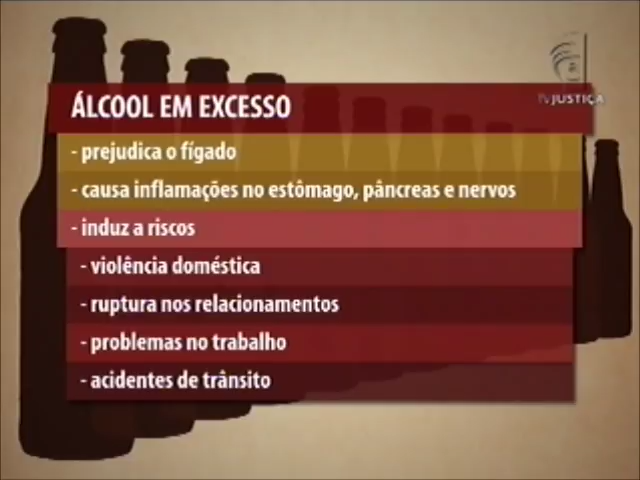 TV JUSTIÇA
ÁLCOOL EM EXCESSO
- prejudica o fígado
- causa inflamações no estômago, pâncreas e nervos
- induz a riscos
- violência doméstica
- ruptura nos relacionamentos
- problemas no trabalho
- acidentes de trânsito